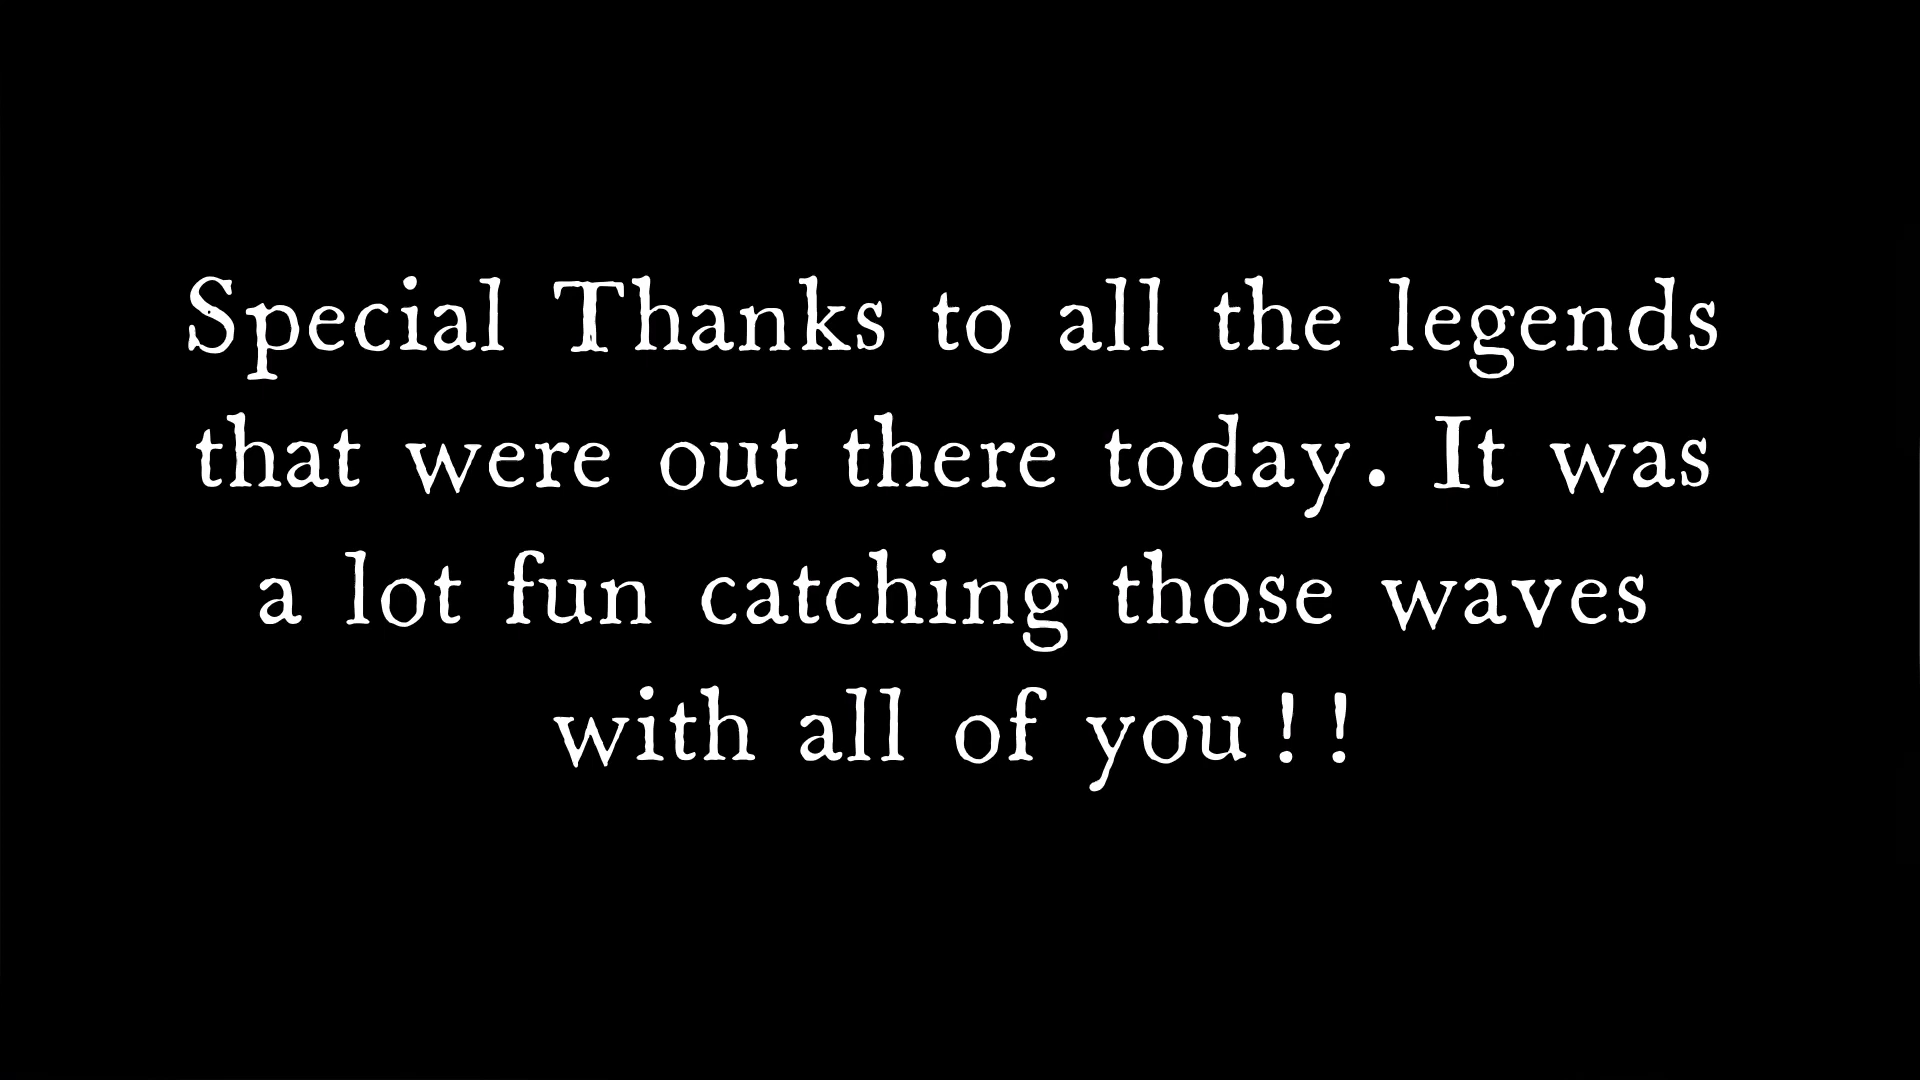 Special Thanks to all the legends
that were out there today. It was
a lot fun catching those waves
with all of you!!